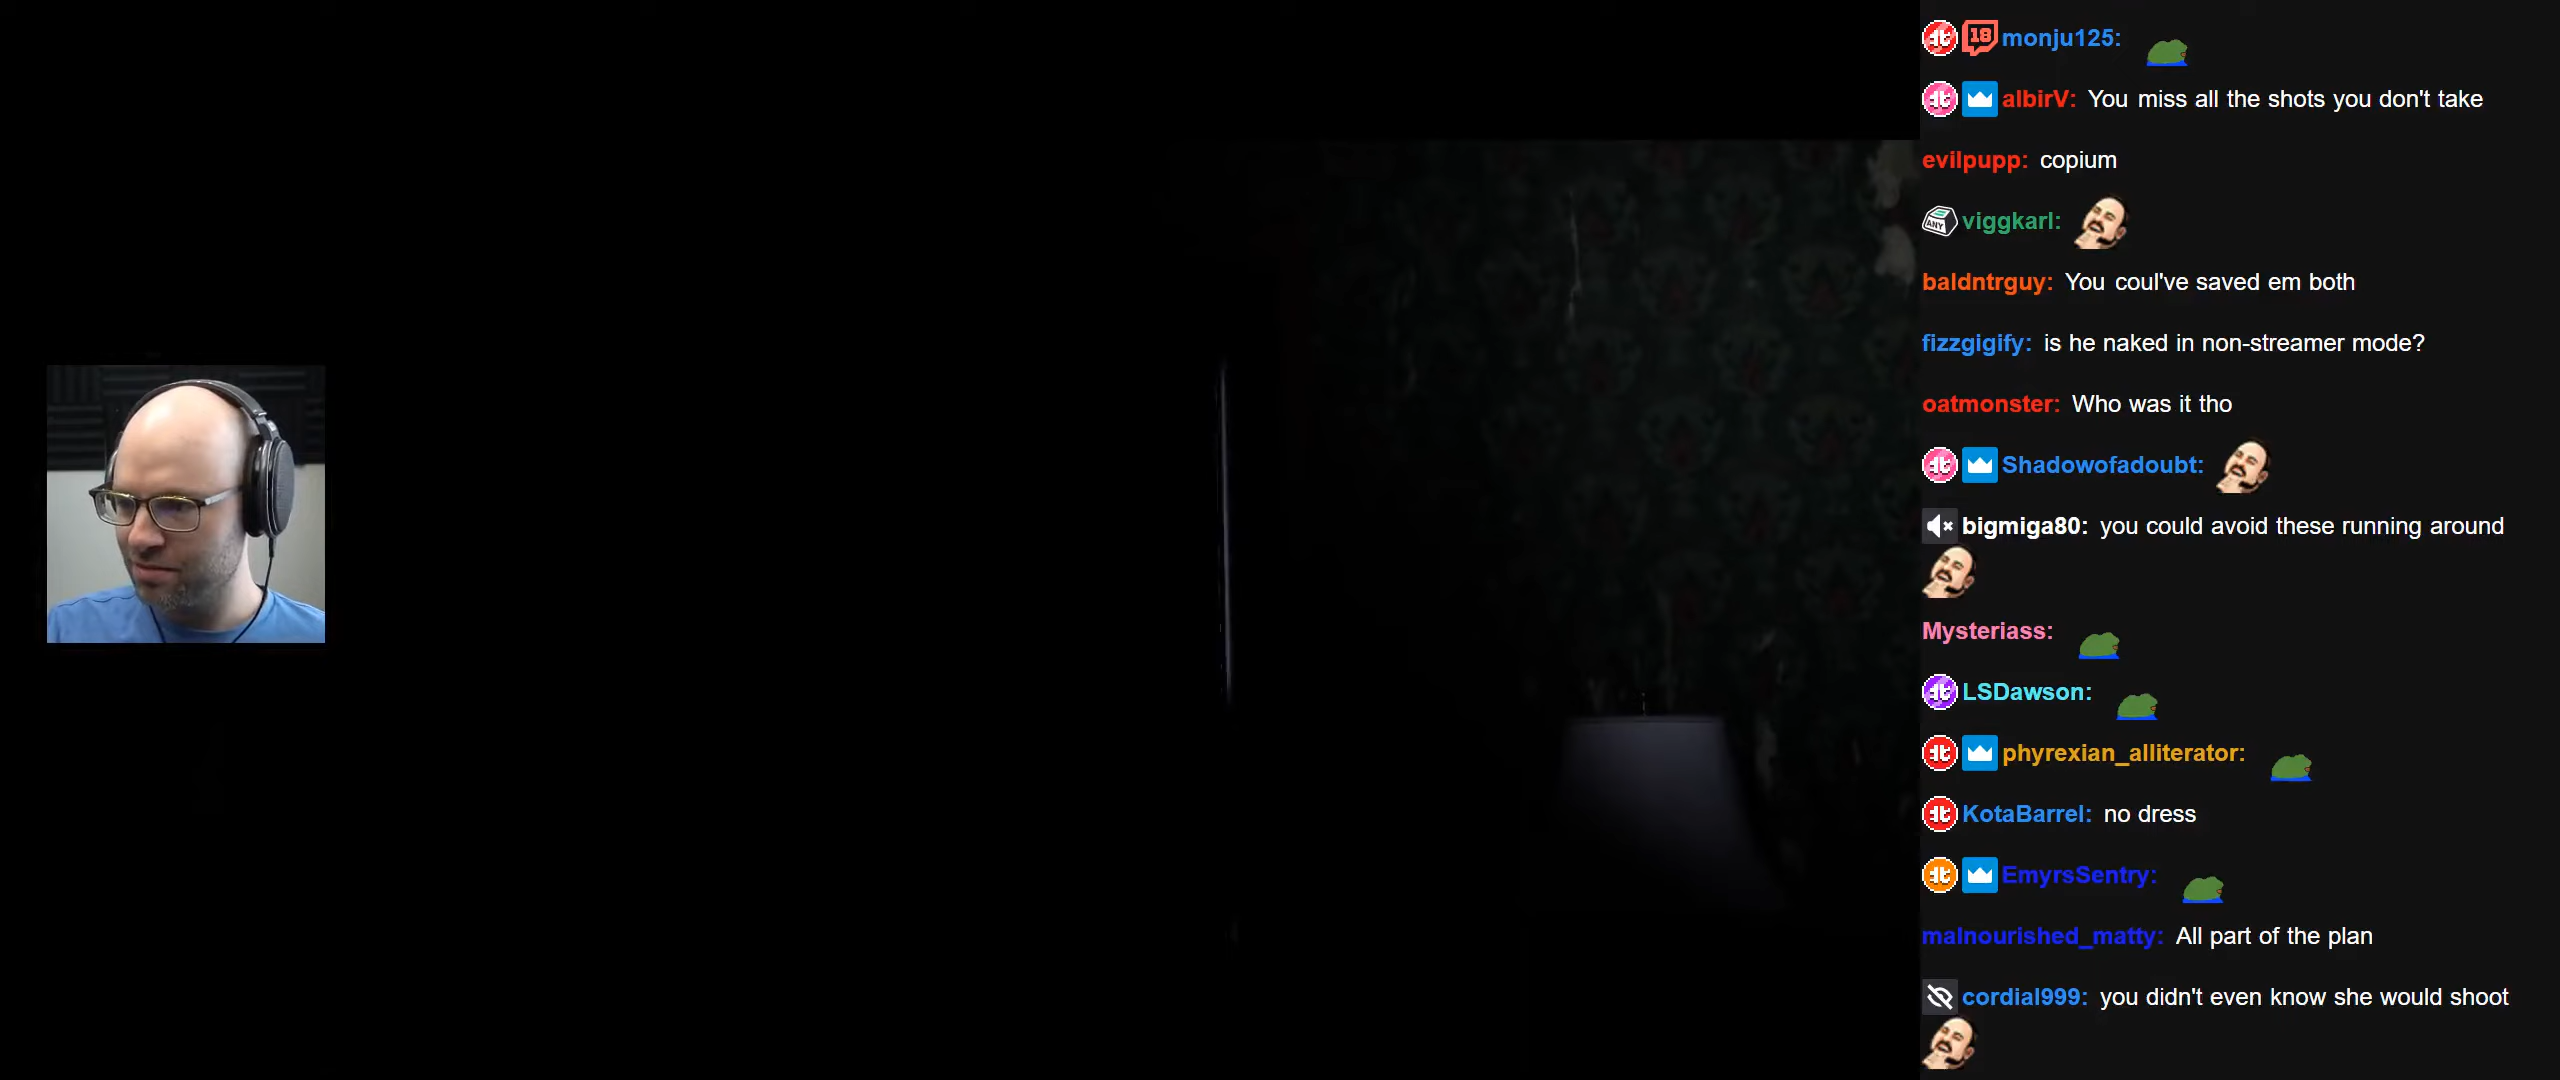 18 monju125:
albirV: You miss all the shots you don't take
evilpupp: copium
ANY viggkarl:
baldntrguy: You coul've saved em both
fizzgigify: is he naked in non-streamer mode?
oatmonster: Who was it tho
Shadowofadoubt:
bigmiga80: you could avoid these running around
Mysteriass:
LSDawson:
phyrexian_alliterator:
KotaBarrel: no dress
EmyrsSentry:
malnourished_matty: All part of the plan
cordial999: you didn't even know she would shoot